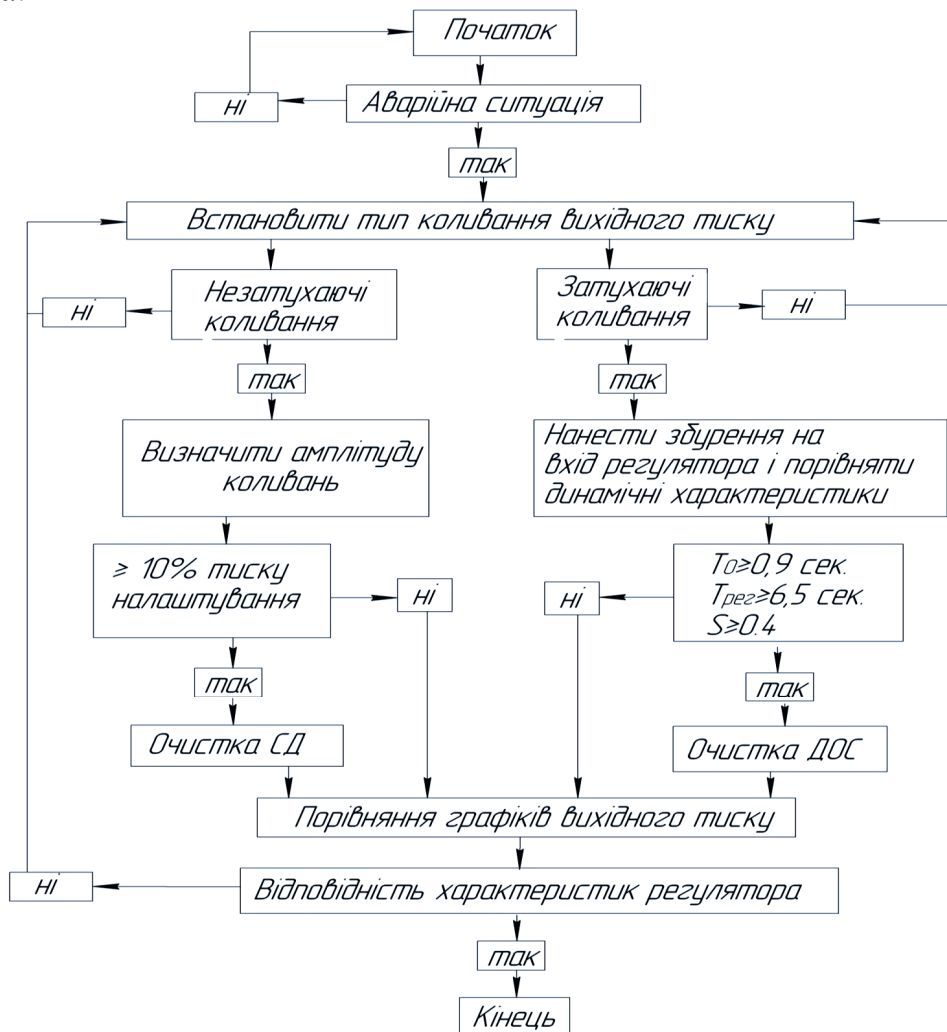 Початок
Аварійна ситуація
ні
так
Встановити тип коливання вихідного тиску
Незатухаючі
коливання
ні
Затухаючі
коливання
ні
так
так
Визначити амплітуду
коливань
Нанести збурення на
вхід регулятора і порівняти
динамічні характеристики
≥ 10% тиску
налаштування
ні
ні
To≥0,9 сек.
Трег≥6,5 сек.
S≥0.4
так
так
Очистка СД
Очистка ДОС
Порівняння графіків вихідного тиску
ні
Відповідність характеристик регулятора
так
Кінець